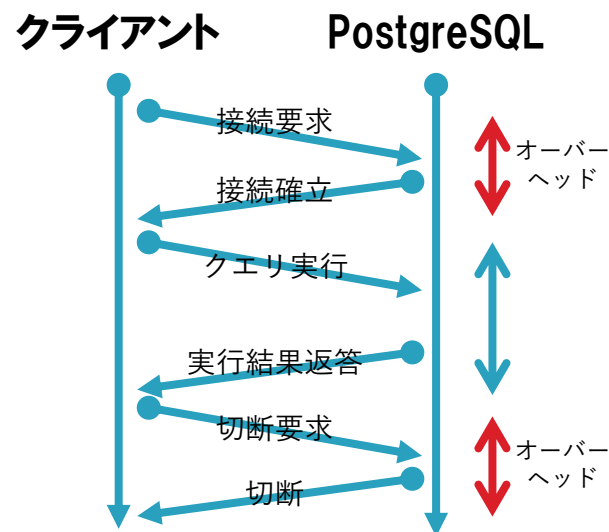 クライアント
PostgreSQL
接続要求
オーバー
ヘッド
接続確立
クエリ実行
実行結果返答
切断要求
オーバー
ヘッド
切断